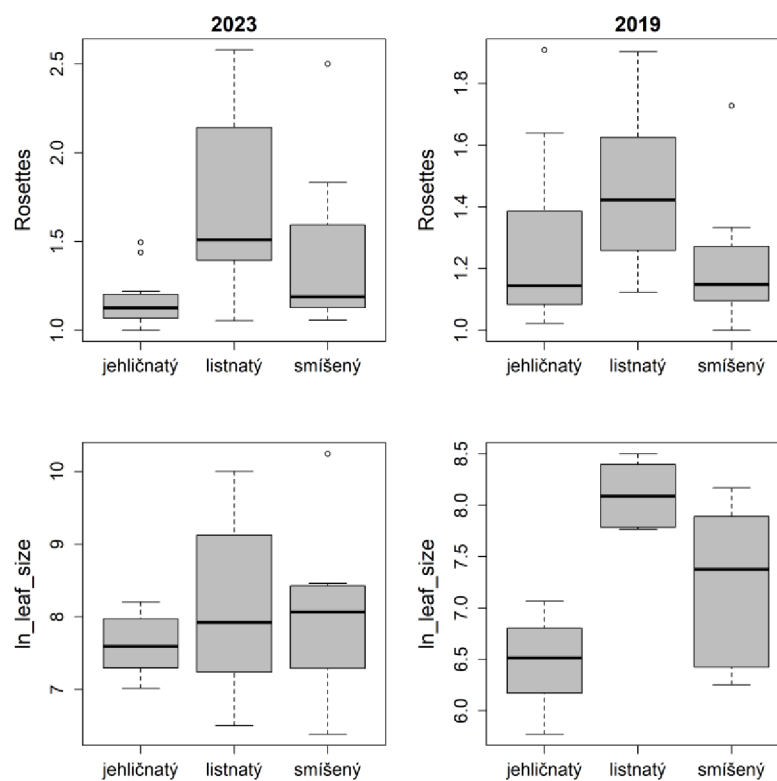 2023
Rosettes
2.5
2.0
1.5
1.0
jehličnatý listnatý smíšený
2019
Rosettes
1.8
1.6
1.4
1.2
1.0
jehličnatý listnatý smíšený
ln_leaf_size
10
9
8
7
jehličnatý listnatý smíšený
ln_leaf_size
8.5
8.0
7.5
7.0
6.5
6.0
jehličnatý listnatý smíšený